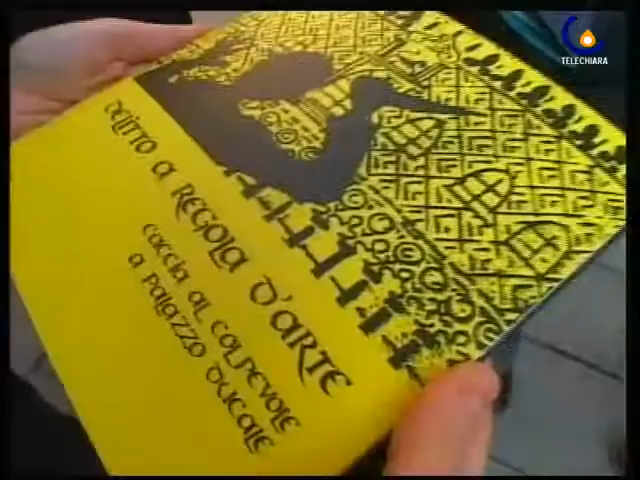 TELECHIARA
DELITTO A REGOLA D'ARTE
CACCIA AL COLPEVOLE
A PALAZZO DUCALE